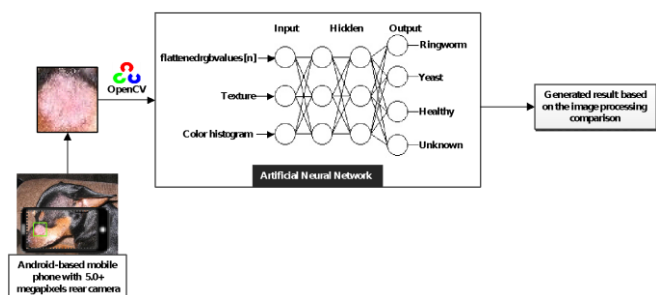 Input
Hidden
Output
flattenedrgbvalues[n]
Texture
Color histogram
Ringworm
Yeast
Healthy
Unknown
Artificial Neural Network
OpenCV
Generated result based
on the image processing
comparison
Android-based mobile
phone with 5.0+
megapixels rear camera